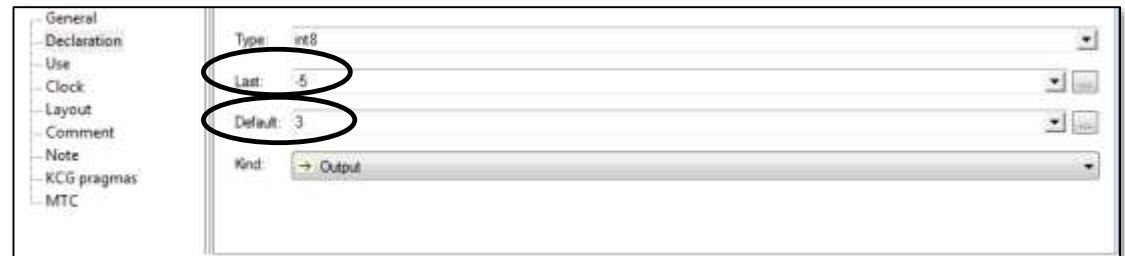 General
Declaration
Use
Clock
Layout
Comment
Note
KCG pragmas
MTC
Type: int8
Last: -5
Default: 3
Kind: → Output